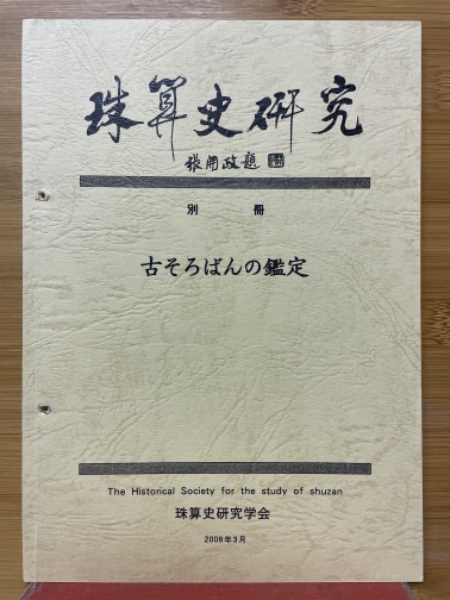 珠算史研究
張用政題
別冊
古そろばんの鑑定
The Historical Society for the study of shuzan
珠算史研究学会
2008年3月